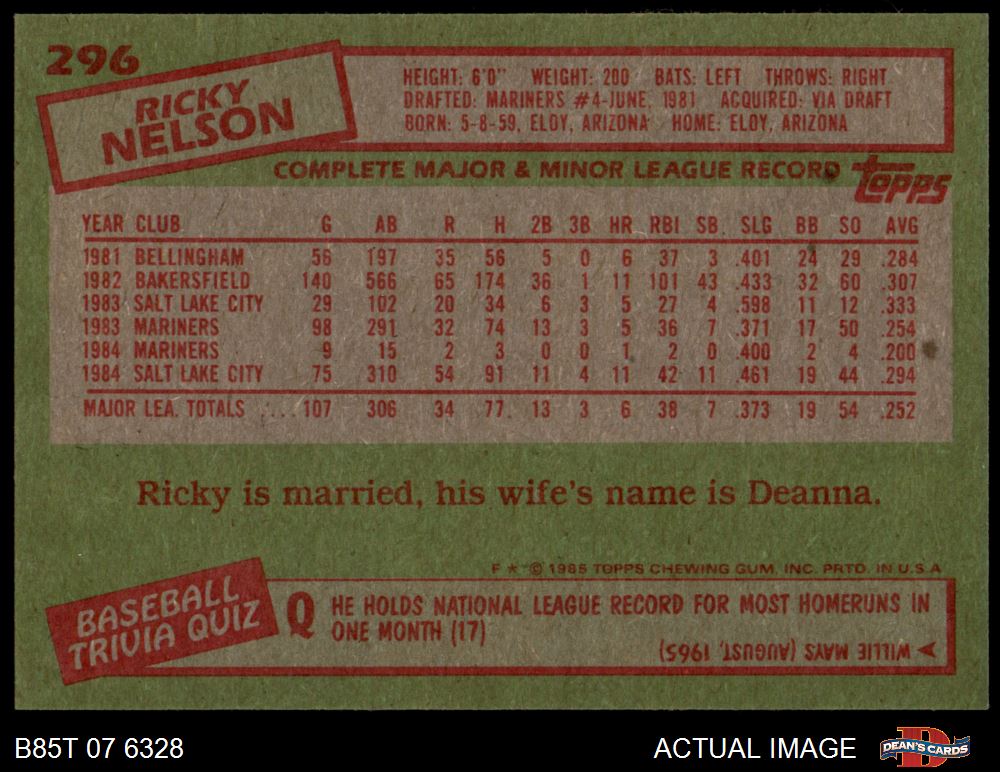 296
RICKY
NELSON
HEIGHT: 6'0" WEIGHT: 200 BATS: LEFT THROWS: RIGHT
DRAFTED: MARINERS #4-JUNE, 1981 ACQUIRED: VIA DRAFT
BORN: 5-8-59, ELOY, ARIZONA HOME: ELOY, ARIZONA
COMPLETE MAJOR & MINOR LEAGUE RECORD topps
YEAR CLUB G AB R H 2B 3B HR RBI SB SLG BB SO AVG
1981 BELLINGHAM 56 197 35 56 5 0 6 37 3 .401 24 29 .284
1982 BAKERSFIELD 140 566 65 174 36 1 11 101 43 .433 32 60 .307
1983 SALT LAKE CITY 29 102 20 34 6 3 5 27 4 .598 11 12 .333
1983 MARINERS 98 291 32 74 13 3 5 36 7 .371 17 50 .254
1984 MARINERS 9 15 2 3 0 0 1 2 0 .400 2 4 .200
1984 SALT LAKE CITY 75 310 54 91 11 4 11 42 11 .461 19 44 .294
MAJOR LEA. TOTALS .... 107 306 34 77 13 3 6 38 7 .373 19 54 .252
Ricky is married, his wife's name is Deanna.
F * © 1985 TOPPS CHEWING GUM, INC. PRTD. IN U.S.A
BASEBALL
TRIVIA QUIZ
Q HE HOLDS NATIONAL LEAGUE RECORD FOR MOST HOMERUNS IN
ONE MONTH (17)
WILLIE MAYS (AUGUST, 1965)
B85T 07 6328
ACTUAL IMAGE
D
DEAN'S CARDS